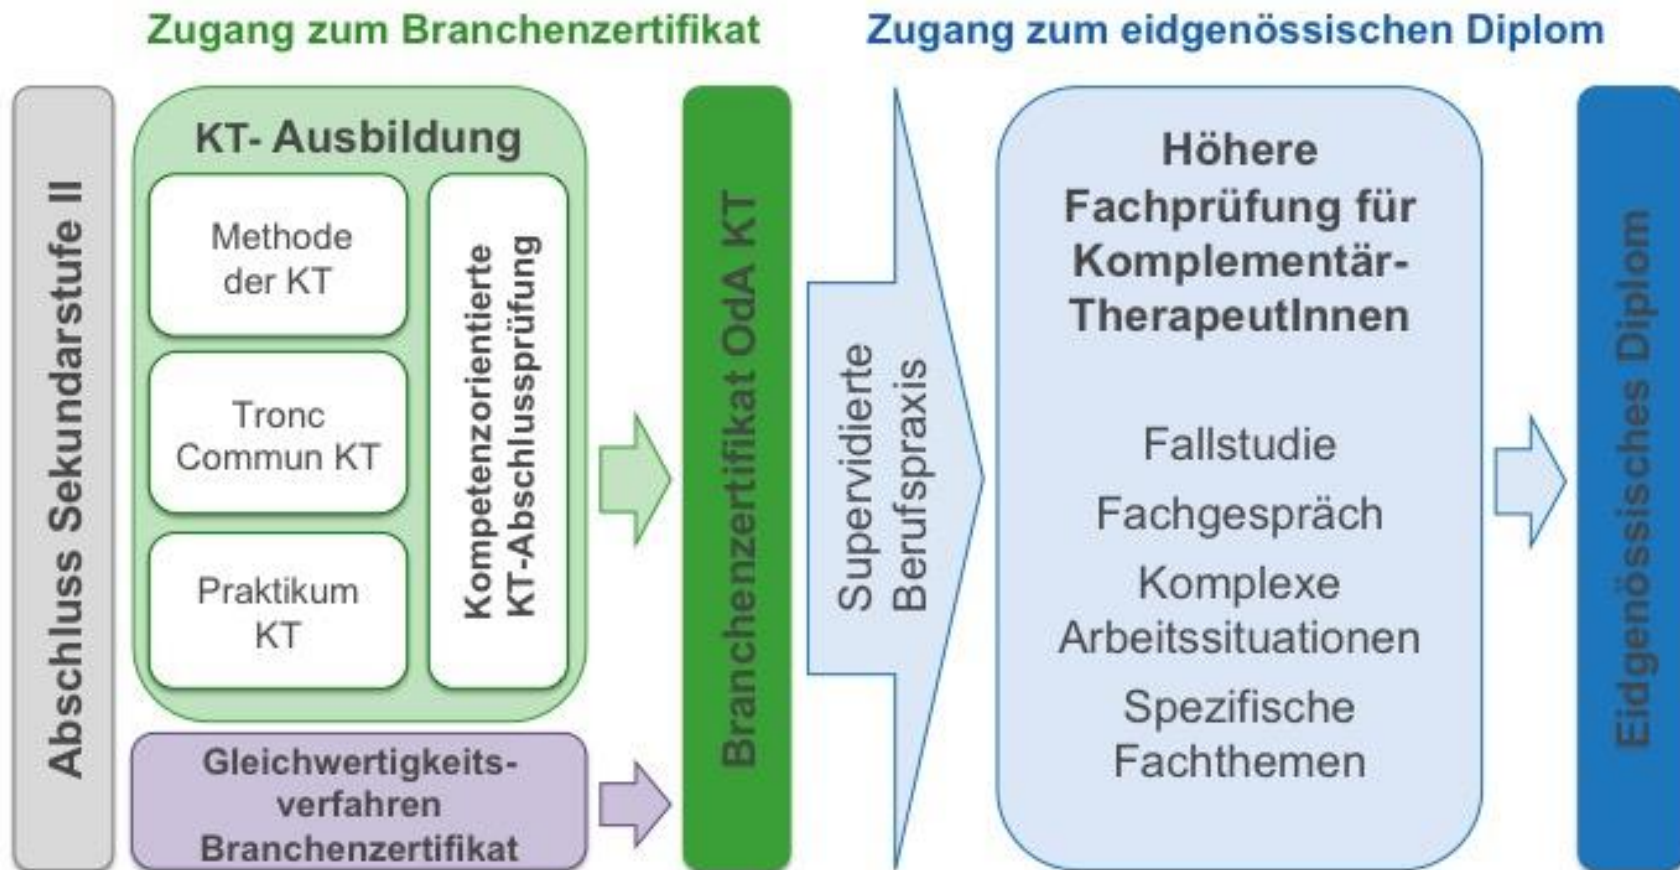 Zugang zum Branchenzertifikat
Zugang zum eidgenössischen Diplom
Abschluss Sekundarstufe II
KT- Ausbildung
Methode
der KT
Tronc
Commun KT
Praktikum
KT
Kompetenzorientierte
KT-Abschlussprüfung
Gleichwertigkeits-
verfahren
Branchenzertifikat
Branchenzertifikat OdA KT
Supervidierte
Berufspraxis
Höhere
Fachprüfung für
Komplementär-
TherapeutInnen
Fallstudie
Fachgespräch
Komplexe
Arbeitssituationen
Spezifische
Fachthemen
Eidgenössisches Diplom